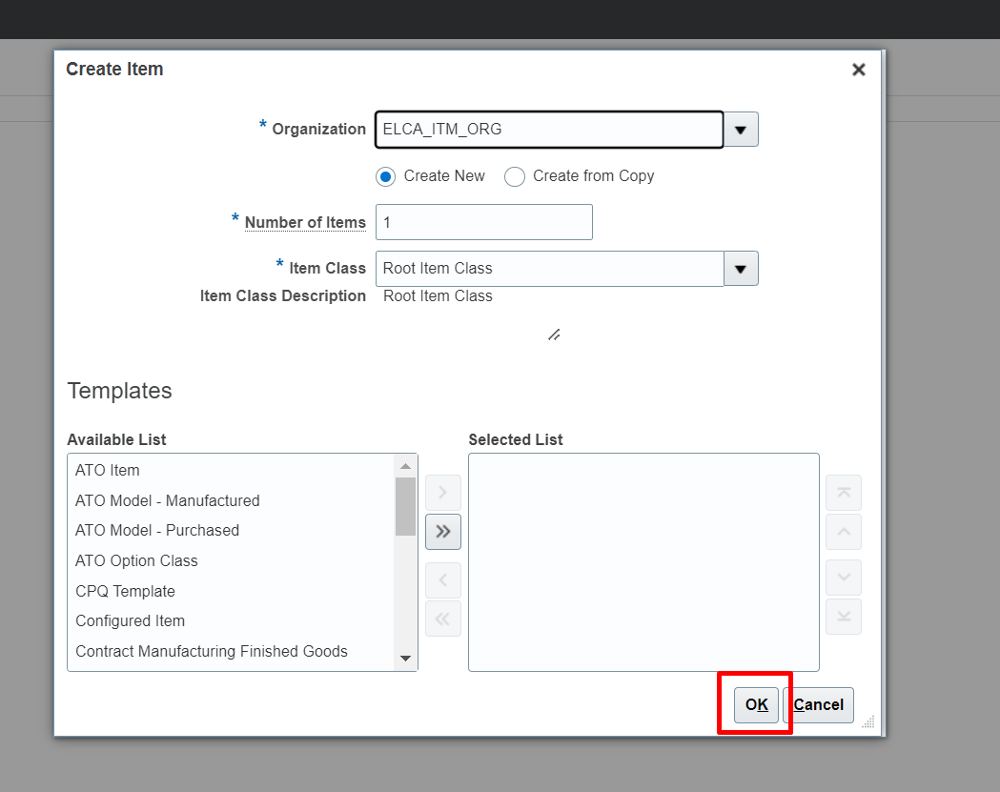 Create Item
* Organization ELCA_ITM_ORG
Create New Create from Copy
* Number of Items 1
* Item Class Root Item Class
Item Class Description Root Item Class
Templates
Available List Selected List
ATO Item
ATO Model - Manufactured
ATO Model - Purchased
ATO Option Class
CPQ Template
Configured Item
Contract Manufacturing Finished Goods
OK Cancel